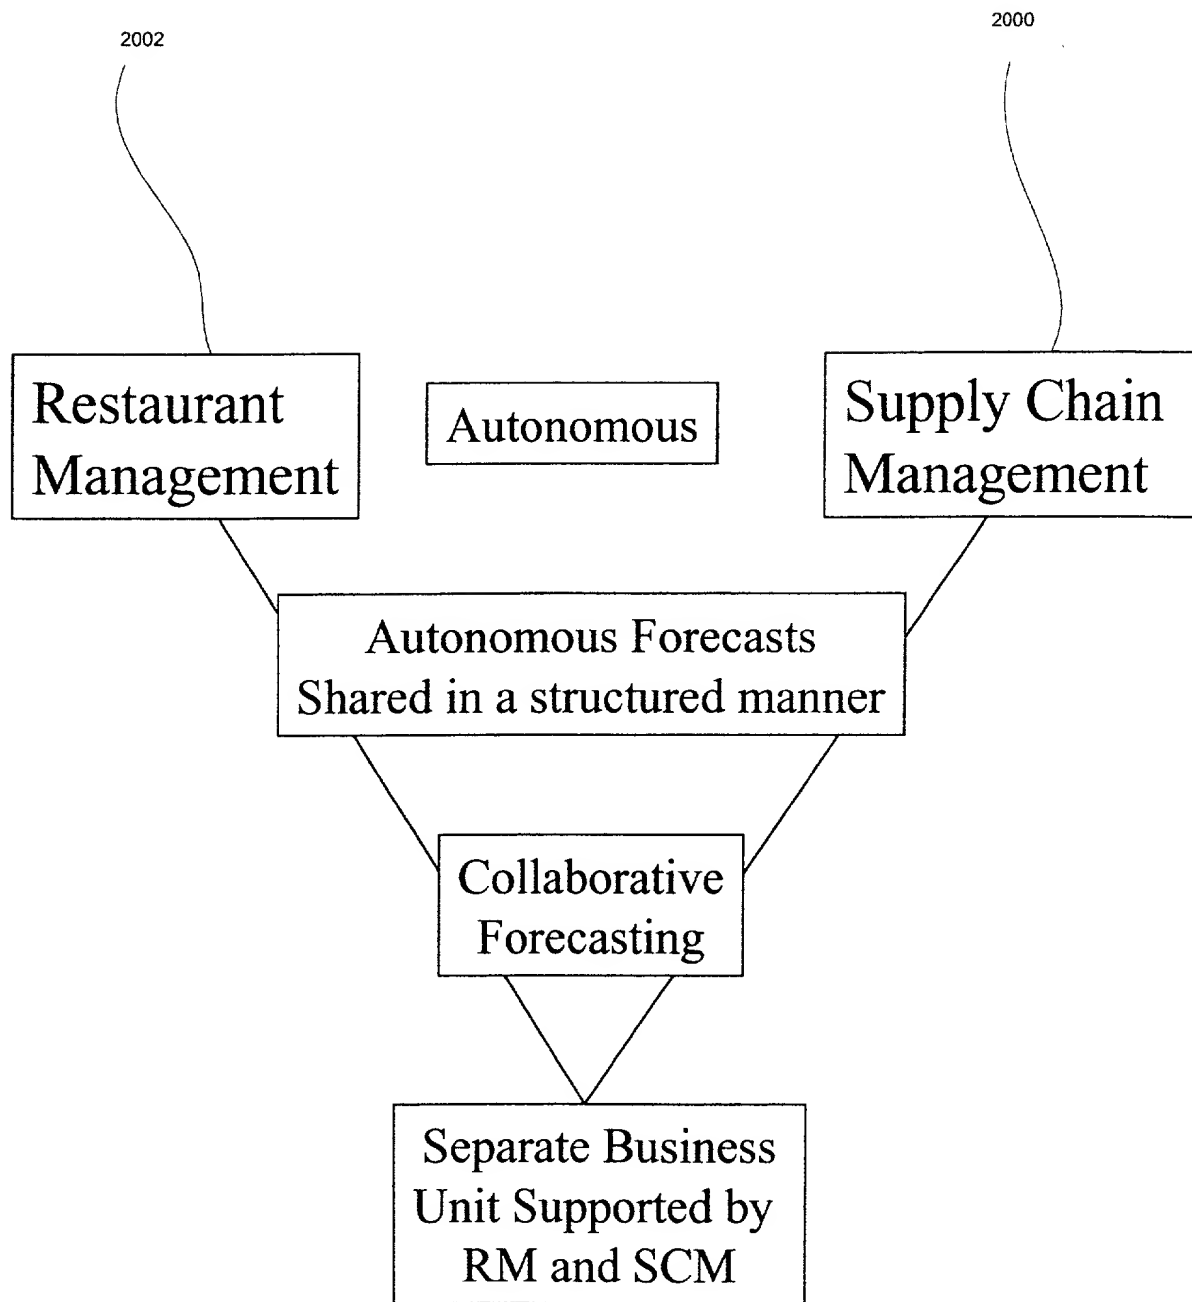 2002
2000
Restaurant
Management
Autonomous
Supply Chain
Management
Autonomous Forecasts
Shared in a structured manner
Collaborative
Forecasting
Separate Business
Unit Supported by
RM and SCM